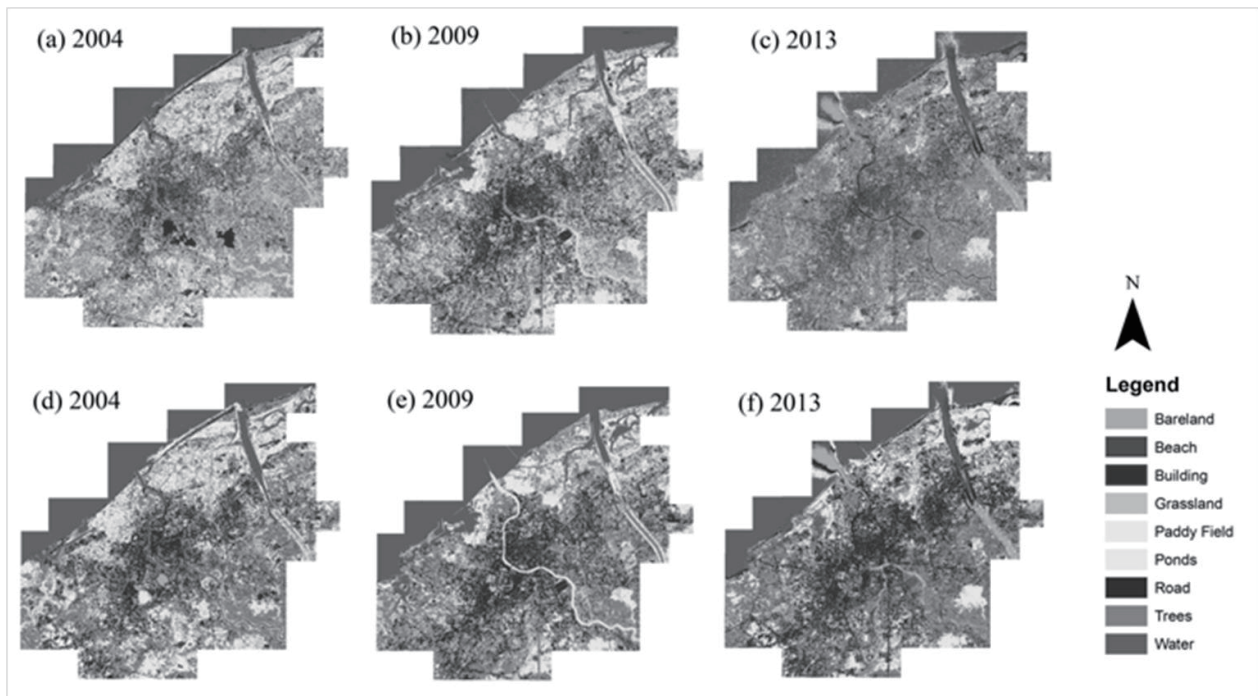 (a) 2004
(b) 2009
(c) 2013
(d) 2004
(e) 2009
(f) 2013
N
Legend
Bareland
Beach
Building
Grassland
Paddy Field
Ponds
Road
Trees
Water